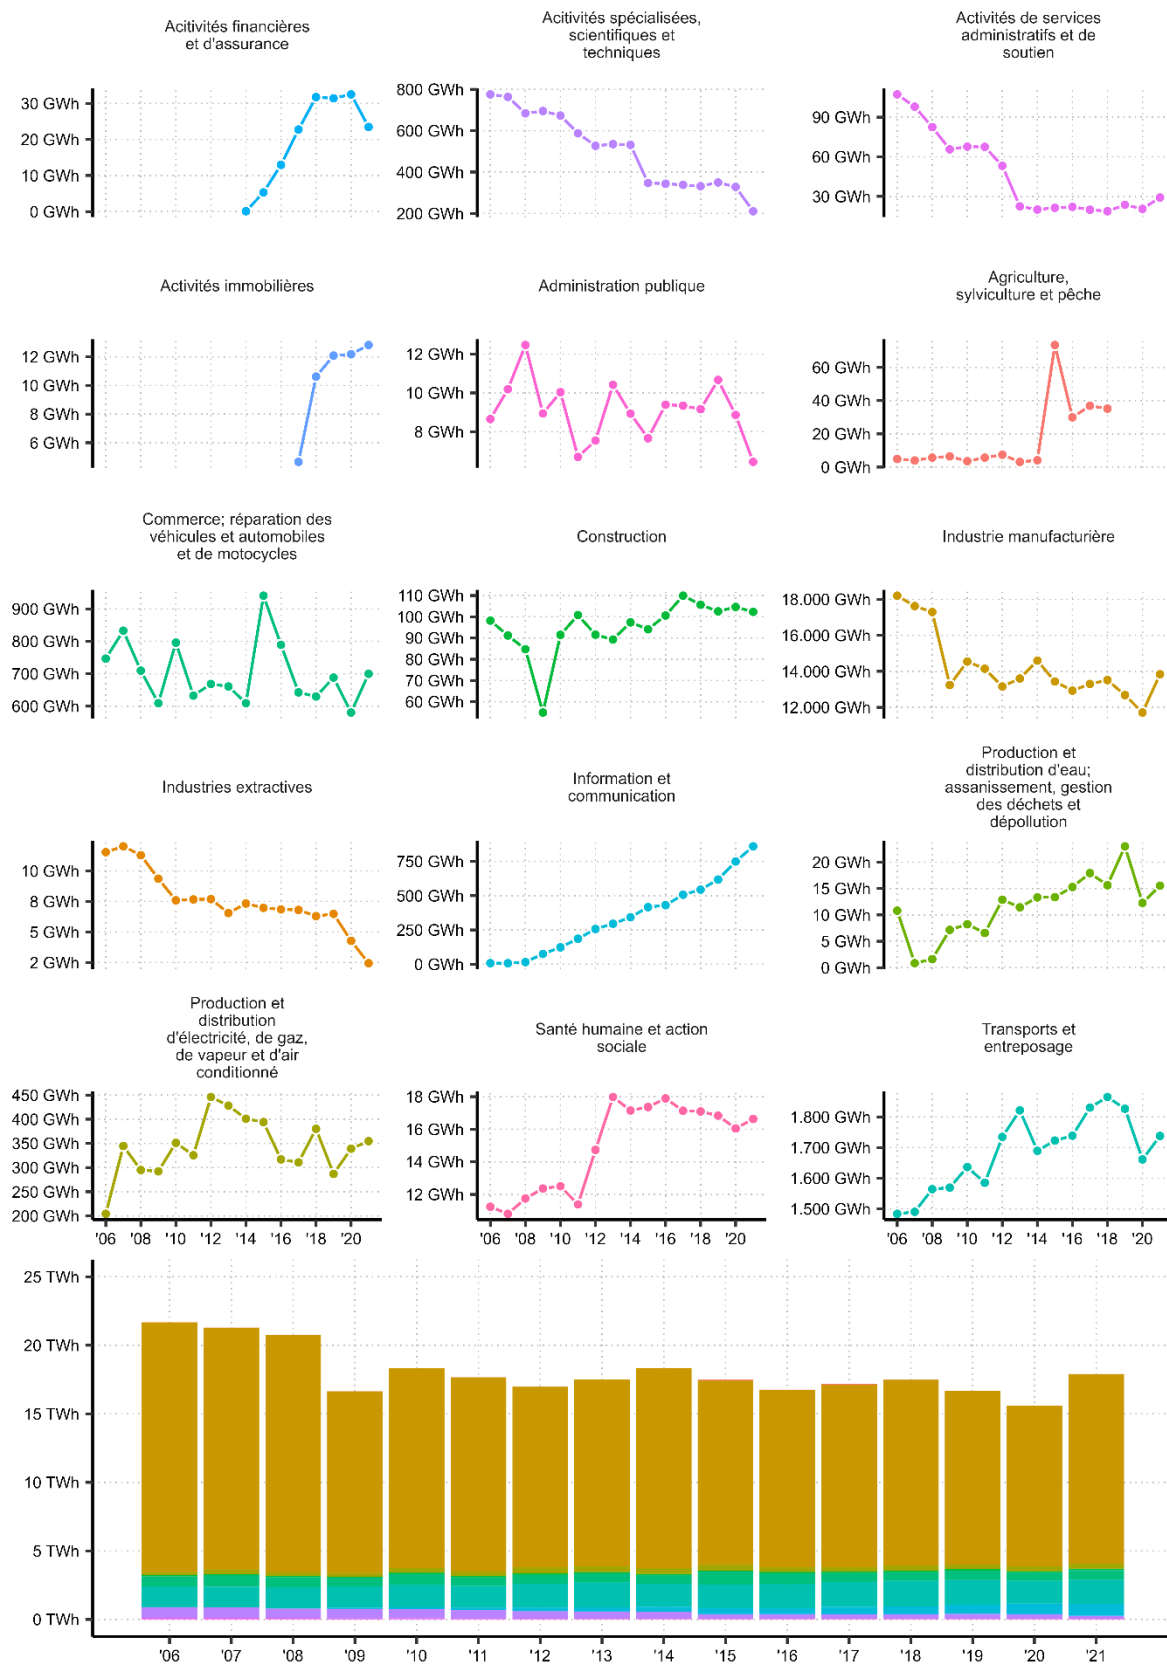 Acitivités financières
et d'assurance
Acitivités spécialisées,
scientifiques et
techniques
Activités de services
administratifs et de
soutien
30 GWh
20 GWh
10 GWh
0 GWh
800 GWh
600 GWh
400 GWh
200 GWh
90 GWh
60 GWh
30 GWh
Activités immobilières
Administration publique
Agriculture,
sylviculture et pêche
12 GWh
10 GWh
8 GWh
6 GWh
12 GWh
10 GWh
8 GWh
60 GWh
40 GWh
20 GWh
0 GWh
Commerce; réparation des
véhicules et automobiles
et de motocycles
Construction
Industrie manufacturière
900 GWh
800 GWh
700 GWh
600 GWh
110 GWh
100 GWh
90 GWh
80 GWh
70 GWh
60 GWh
18.000 GWh
16.000 GWh
14.000 GWh
12.000 GWh
Industries extractives
Information et
communication
Production et
distribution d'eau;
assanissement, gestion
des déchets et
dépollution
10 GWh
8 GWh
5 GWh
2 GWh
750 GWh
500 GWh
250 GWh
0 GWh
20 GWh
15 GWh
10 GWh
5 GWh
0 GWh
Production et
distribution
d'électricité, de gaz,
de vapeur et d'air
conditionné
Santé humaine et action
sociale
Transports et
entreposage
450 GWh
400 GWh
350 GWh
300 GWh
250 GWh
200 GWh
'06 '08 '10 '12 '14 '16 '18 '20
18 GWh
16 GWh
14 GWh
12 GWh
'06 '08 '10 '12 '14 '16 '18 '20
1.800 GWh
1.700 GWh
1.600 GWh
1.500 GWh
'06 '08 '10 '12 '14 '16 '18 '20
25 TWh
20 TWh
15 TWh
10 TWh
5 TWh
0 TWh
'06 '07 '08 '09 '10 '11 '12 '13 '14 '15 '16 '17 '18 '19 '20 '21